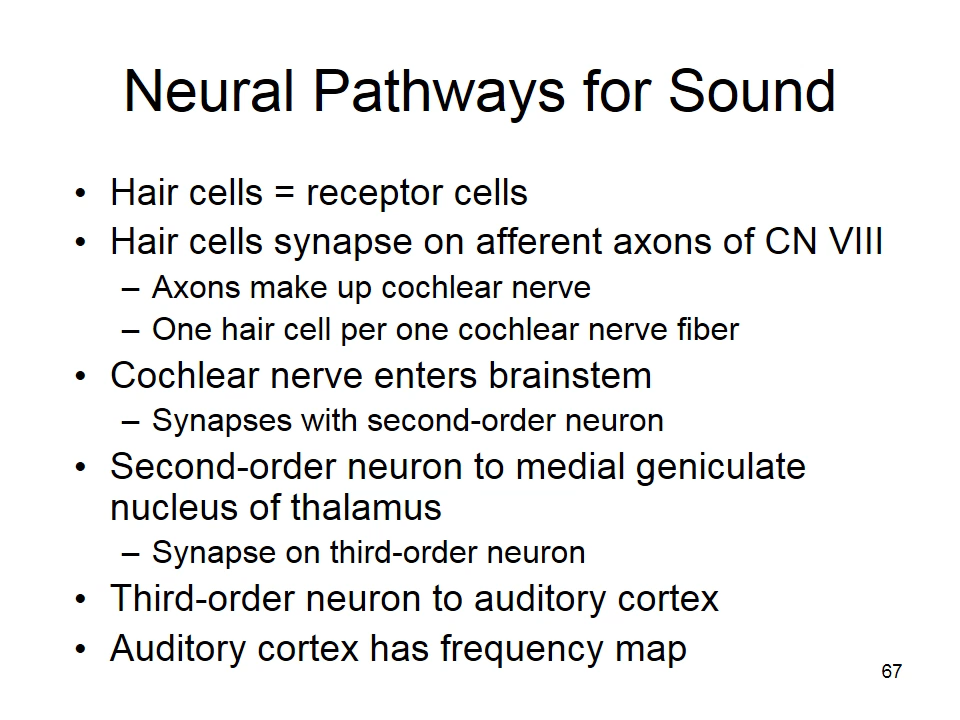 Neural Pathways for Sound
• Hair cells = receptor cells
• Hair cells synapse on afferent axons of CN VIII
– Axons make up cochlear nerve
– One hair cell per one cochlear nerve fiber
• Cochlear nerve enters brainstem
– Synapses with second-order neuron
• Second-order neuron to medial geniculate
nucleus of thalamus
– Synapse on third-order neuron
• Third-order neuron to auditory cortex
• Auditory cortex has frequency map
67